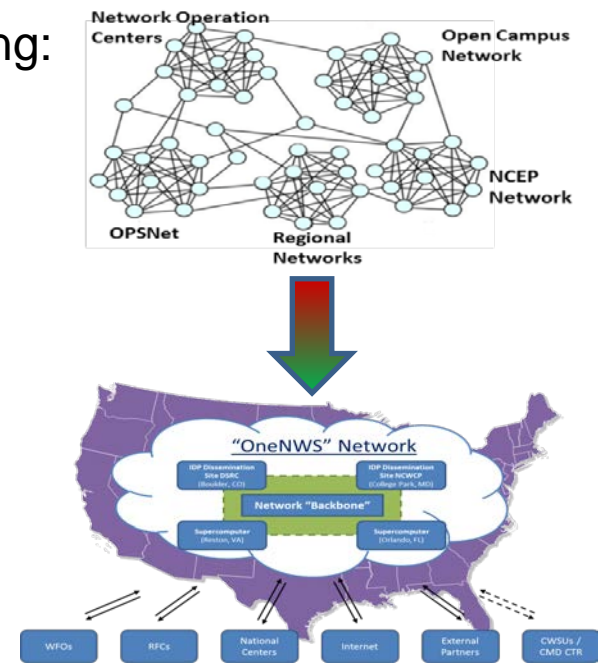 ng:
Network Operation
Centers
Open Campus
Network
NCEP
Network
OPSNet
Regional
Networks
“OneNWS” Network
IDP Dissemination
Site DSRC
(Boulder, CO)
IDP Dissemination
Site NCWCP
(College Park, MD)
Network “Backbone”
Supercomputer
(Reston, VA)
Supercomputer
(Orlando, FL)
WFOs
RFCs
National
Centers
Internet
External
Partners
CWSUs /
CMD CTR